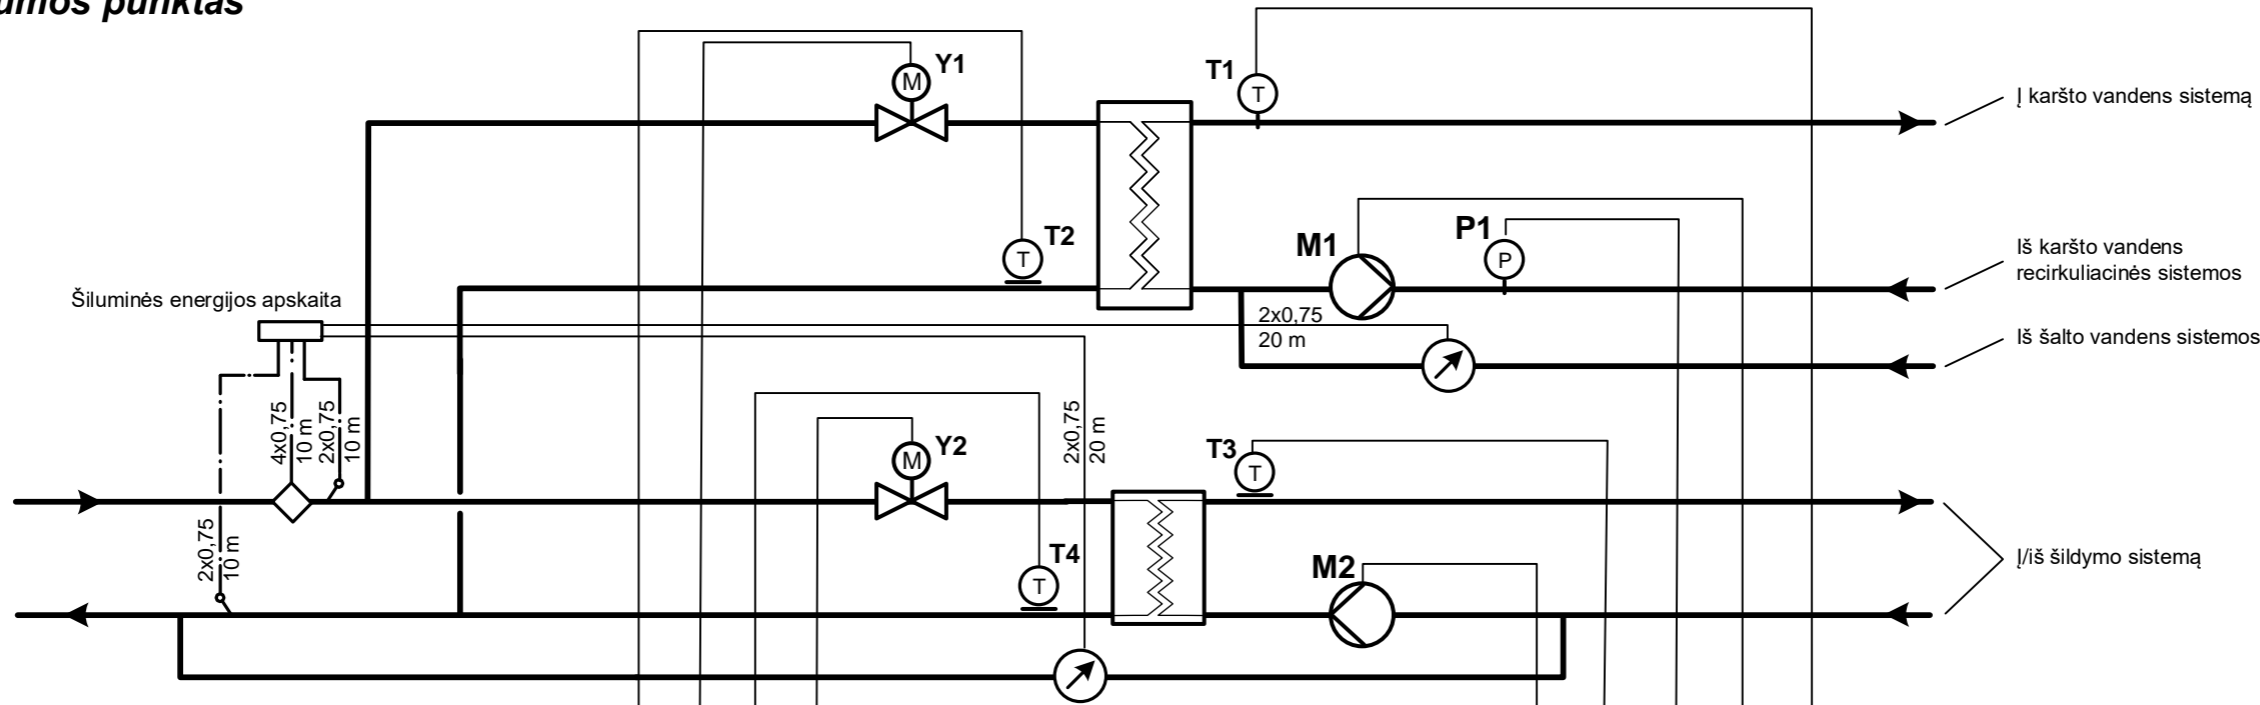 punktas
Y1
M
T1
T
Į karšto vandens sistemą
T2
T
M1
P1
P
Iš karšto vandens
recirkuliacinės sistemos
Šiluminės energijos apskaita
2x0,75
20 m
Iš šalto vandens sistemos
4x0,75
10 m
2x0,75
10 m
2x0,75
20 m
Y2
M
T3
T
2x0,75
10 m
T4
T
M2
Į/iš šildymo sistemą